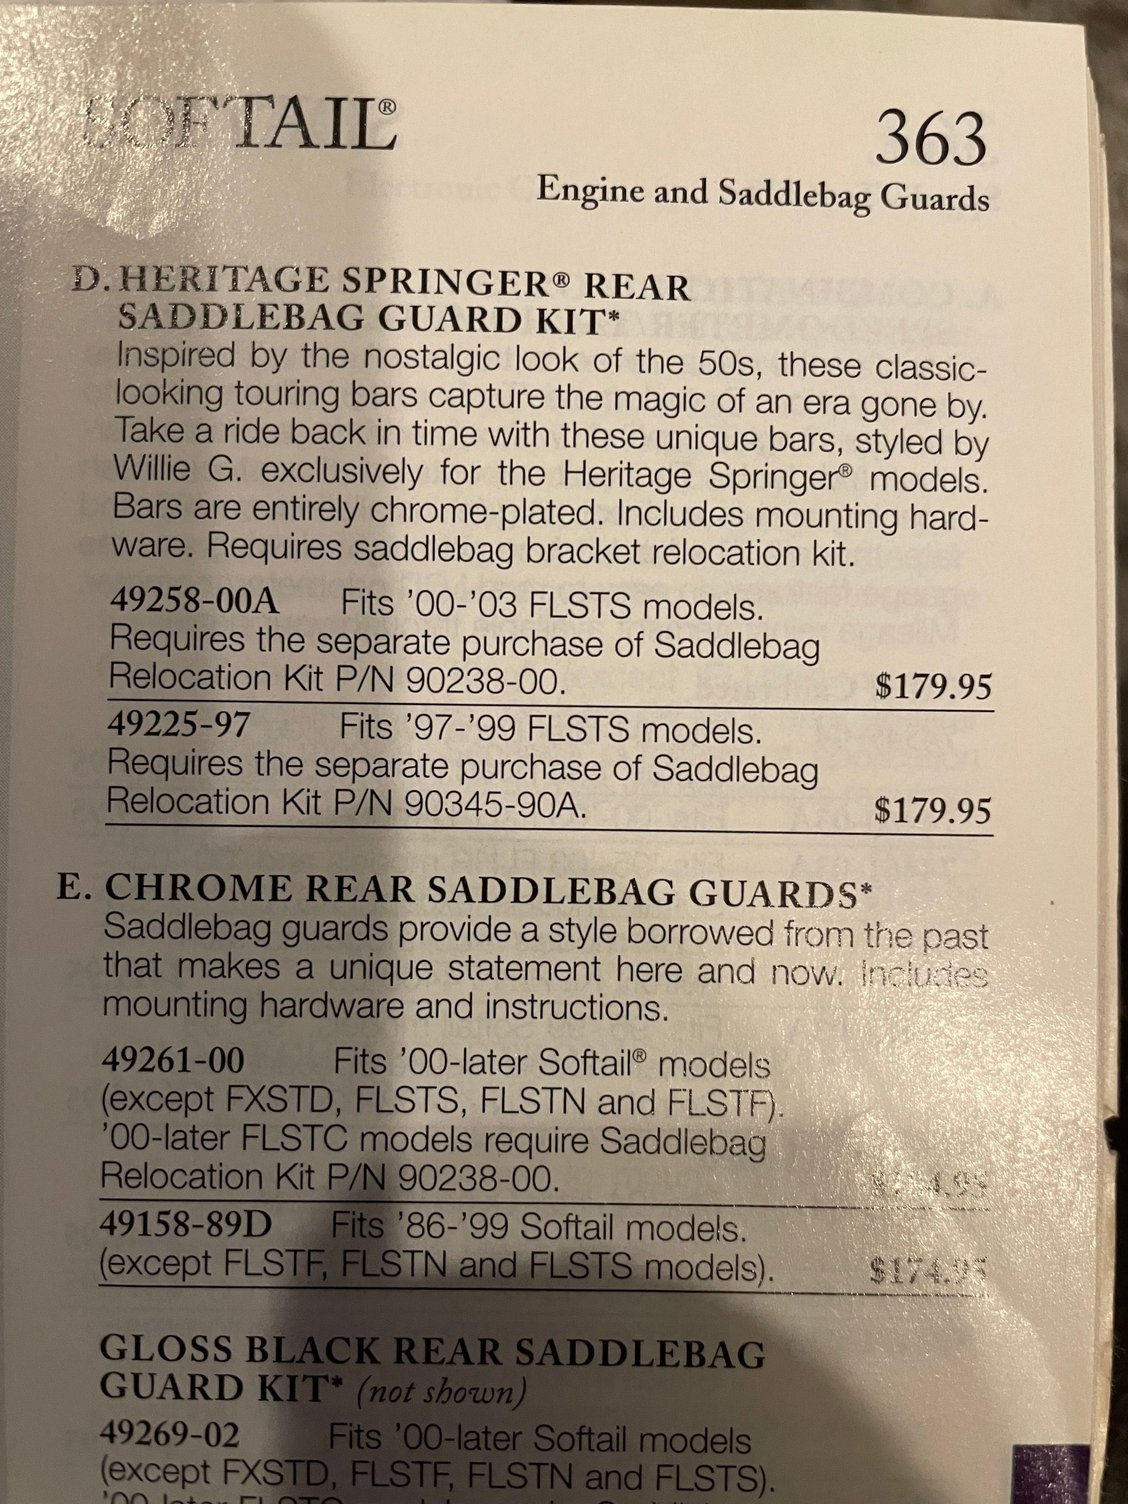 SOFTAIL®
363
Engine and Saddlebag Guards
D. HERITAGE SPRINGER® REAR
SADDLEBAG GUARD KIT*
Inspired by the nostalgic look of the 50s, these classic-
looking touring bars capture the magic of an era gone by.
Take a ride back in time with these unique bars, styled by
Willie G. exclusively for the Heritage Springer® models.
Bars are entirely chrome-plated. Includes mounting hard-
ware. Requires saddlebag bracket relocation kit.
49258-00A Fits '00-'03 FLSTS models.
Requires the separate purchase of Saddlebag
Relocation Kit P/N 90238-00. $179.95
49225-97 Fits '97-'99 FLSTS models.
Requires the separate purchase of Saddlebag
Relocation Kit P/N 90345-90A. $179.95
E. CHROME REAR SADDLEBAG GUARDS*
Saddlebag guards provide a style borrowed from the past
that makes a unique statement here and now. Includes
mounting hardware and instructions.
49261-00 Fits '00-later Softail® models
(except FXSTD, FLSTS, FLSTN and FLSTF).
'00-later FLSTC models require Saddlebag
Relocation Kit P/N 90238-00.
49158-89D Fits '86-'99 Softail models.
(except FLSTF, FLSTN and FLSTS models). $174.95
GLOSS BLACK REAR SADDLEBAG
GUARD KIT* (not shown)
49269-02 Fits '00-later Softail models
(except FXSTD, FLSTF, FLSTN and FLSTS).